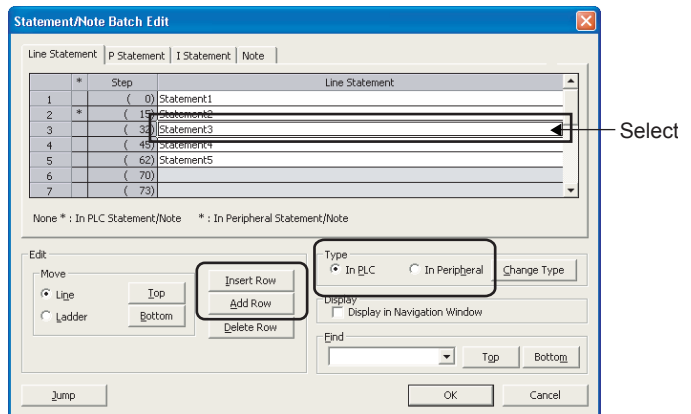 Statement/Note Batch Edit
Line Statement P Statement I Statement Note
* Step Line Statement
1 ( 0) Statement1
2 * ( 15) Statement2
3 ( 32) Statement3
4 ( 45) Statement4
5 ( 62) Statement5
6 ( 70)
7 ( 73)
Select
None * : In PLC Statement/Note * : In Peripheral Statement/Note
Edit
Move
Line Top
Ladder Bottom
Insert Row
Add Row
Delete Row
Type
In PLC In Peripheral Change Type
Display
Display in Navigation Window
Find
Top Bottom
Jump OK Cancel